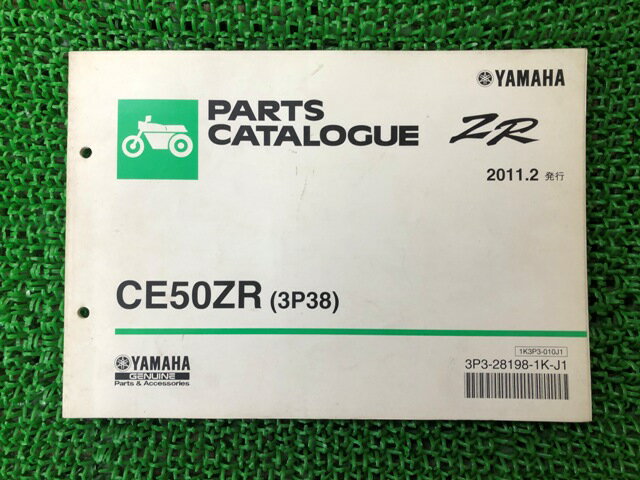 YAMAHA
PARTS
CATALOGUE
ZR
2011.2 発行
CE50ZR (3P38)
1K3P3-010J1
3P3-28198-1K-J1
YAMAHA
GENUINE
Parts & Accessories